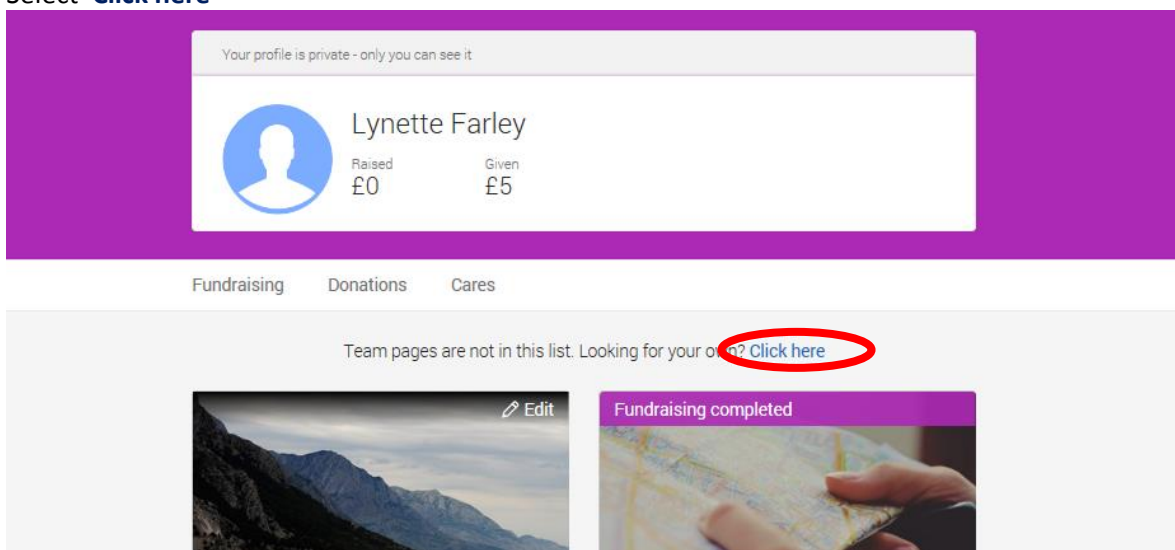 Select "Click here"
Your profile is private - only you can see it
Lynette Farley
Raised Given
£0 £5
Fundraising Donations Cares
Team pages are not in this list. Looking for your own? Click here
Edit Fundraising completed